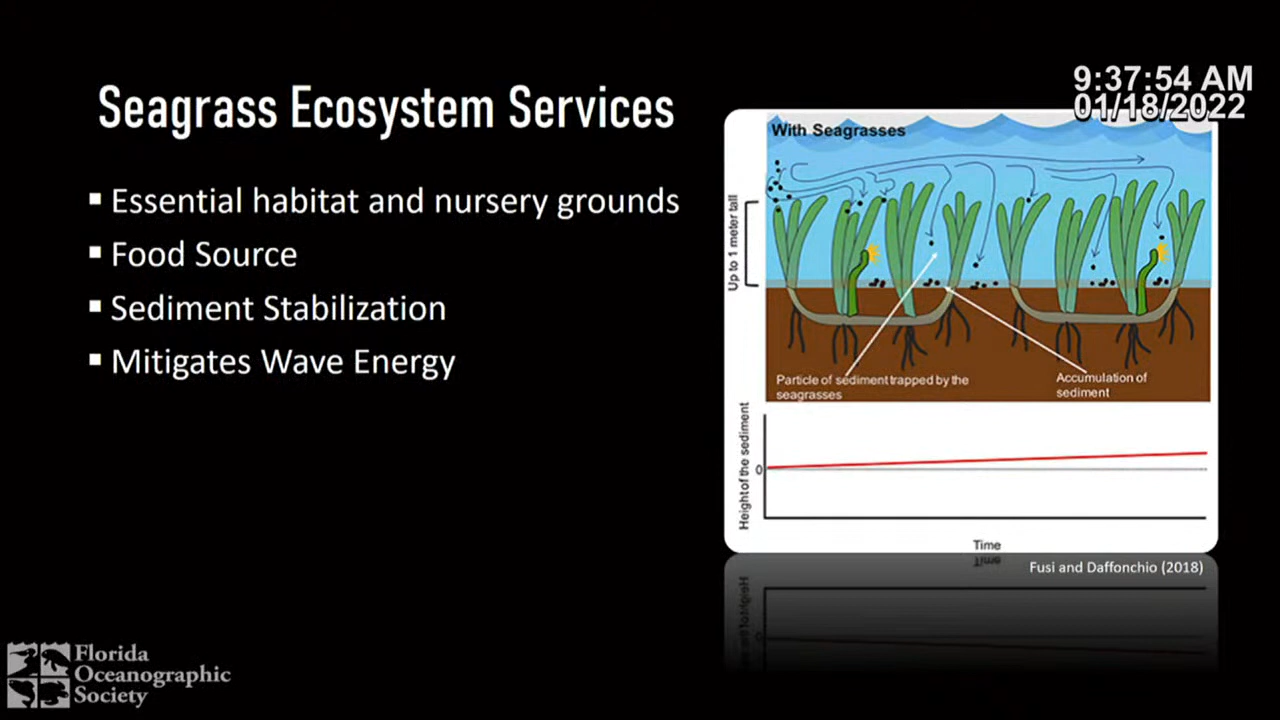 9:37:54 AM
01/18/2022
Seagrass Ecosystem Services
▪ Essential habitat and nursery grounds
▪ Food Source
▪ Sediment Stabilization
▪ Mitigates Wave Energy
With Seagrasses
Up to 1 meter tall
Particle of sediment trapped by the
seagrasses
Accumulation of
sediment
Height of the sediment
0
Time
Fusi and Daffonchio (2018)
Florida
Oceanographic
Society